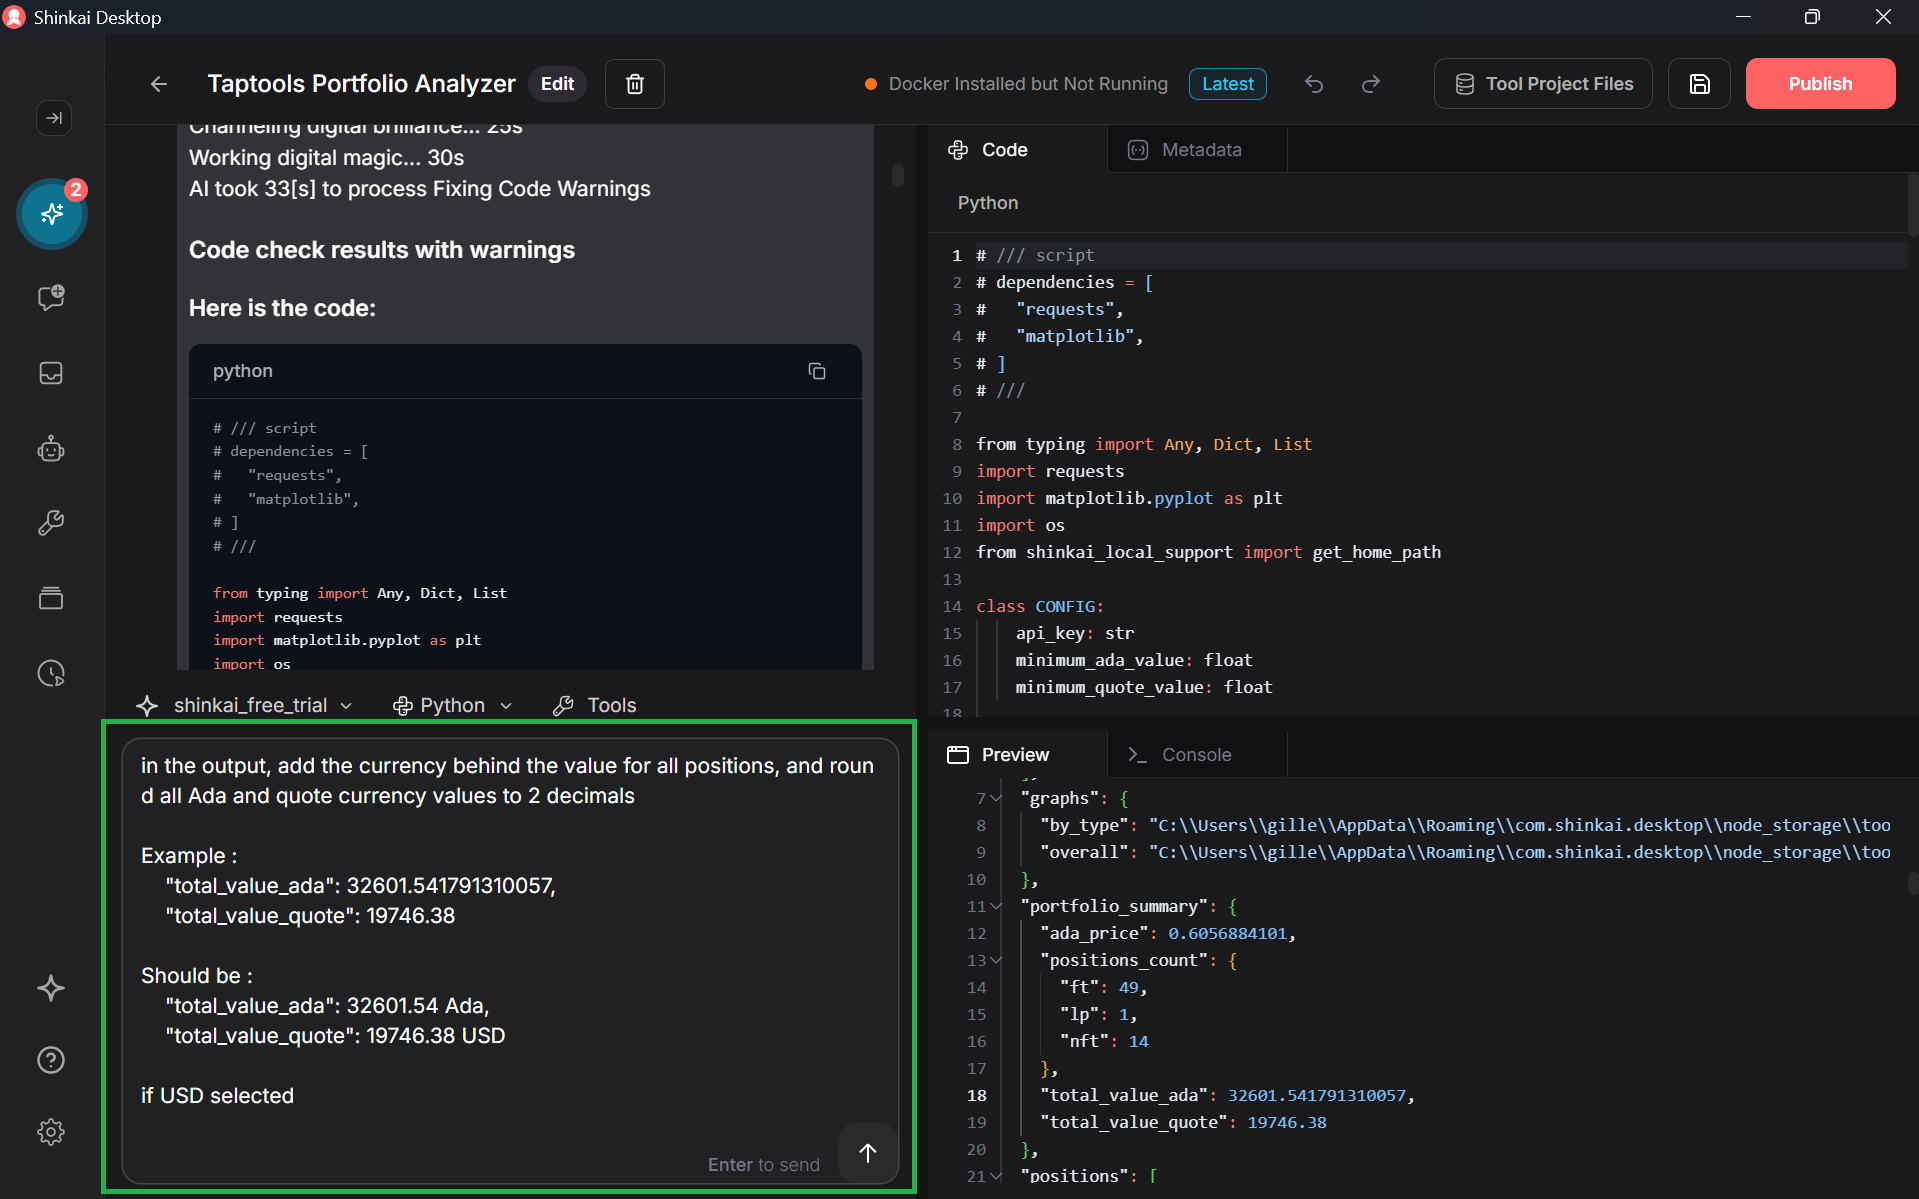 Shinkai Desktop
Taptools Portfolio Analyzer
Edit
Docker Installed but Not Running
Latest
Tool Project Files
Publish
2
Channeling digital brilliance... 25s
Working digital magic... 30s
AI took 33[s] to process Fixing Code Warnings
Code check results with warnings
Here is the code:
python
# /// script
# dependencies = [
#   "requests",
#   "matplotlib",
# ]
# ///
from typing import Any, Dict, List
import requests
import matplotlib.pyplot as plt
import os
shinkai_free_trial
Python
Tools
in the output, add the currency behind the value for all positions, and roun
d all Ada and quote currency values to 2 decimals
Example :
"total_value_ada": 32601.541791310057,
"total_value_quote": 19746.38
Should be :
"total_value_ada": 32601.54 Ada,
"total_value_quote": 19746.38 USD
if USD selected
Enter to send
Code
Metadata
Python
1 # /// script
2 # dependencies = [
3 #   "requests",
4 #   "matplotlib",
5 # ]
6 # ///
7
8 from typing import Any, Dict, List
9 import requests
10 import matplotlib.pyplot as plt
11 import os
12 from shinkai_local_support import get_home_path
13
14 class CONFIG:
15     api_key: str
16     minimum_ada_value: float
17     minimum_quote_value: float
18
Preview
Console
},
7 "graphs": {
8 "by_type": "C:\\Users\\gille\\AppData\\Roaming\\com.shinkai.desktop\\node_storage\\too
9 "overall": "C:\\Users\\gille\\AppData\\Roaming\\com.shinkai.desktop\\node_storage\\too
10 },
11 "portfolio_summary": {
12 "ada_price": 0.6056884101,
13 "positions_count": {
14 "ft": 49,
15 "lp": 1,
16 "nft": 14
17 },
18 "total_value_ada": 32601.541791310057,
19 "total_value_quote": 19746.38
20 },
21 "positions": [